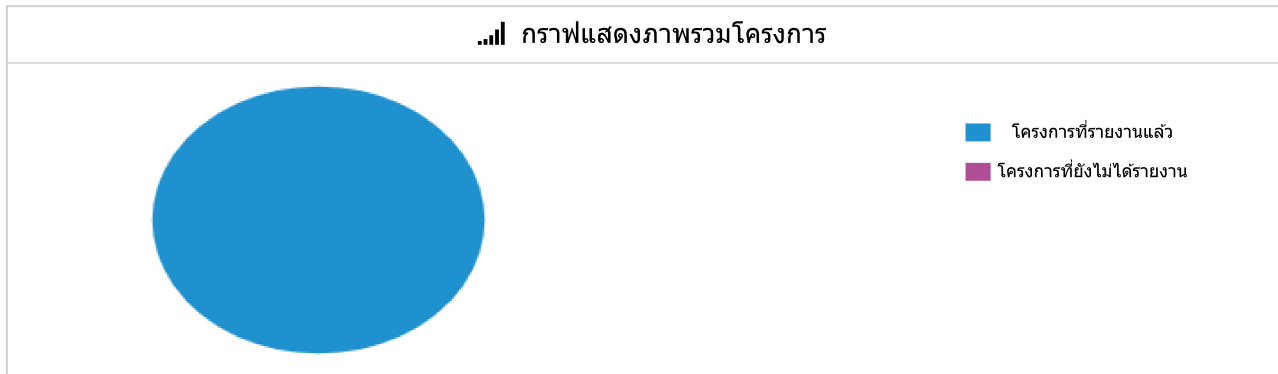 กราฟแสดงภาพรวมโครงการ
โครงการที่รายงานแล้ว
โครงการที่ยังไม่ได้รายงาน